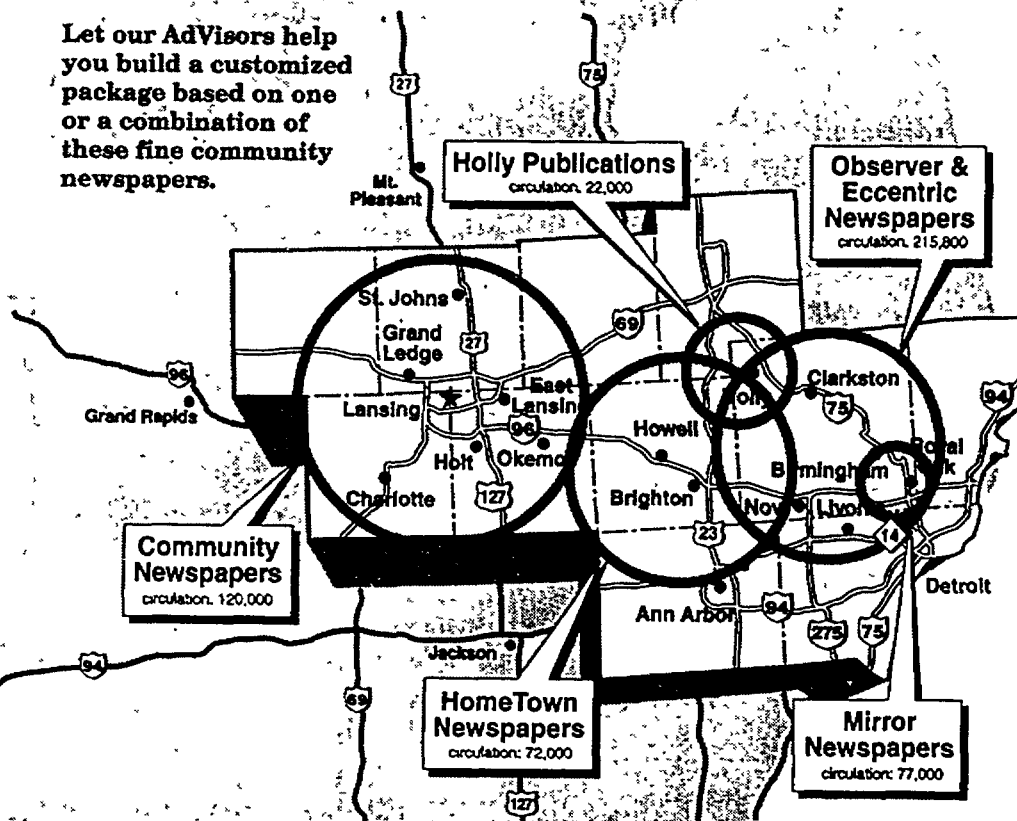 Let our AdVisors help
you build a customized
package based on one
or a combination of
these fine community
newspapers.
27
75
Mt.
Pleasant
Holly Publications
circulation. 22,000
Observer &
Eccentric
Newspapers
circulation. 215,800
St. Johns
69
Grand
Ledge
27
96
Grand Rapids
East
Lansing
Lansing
Clarkston
75
94
Howell
96
Holt
Okemo
Royal
Birmingham
Charlotte
127
Brighton
Novi
Livonia
23
14
Community
Newspapers
circulation. 120,000
Detroit
Ann Arbor
94
275
75
Jackson
94
69
HomeTown
Newspapers
circulation: 72,000
Mirror
Newspapers
circulation: 77,000
127